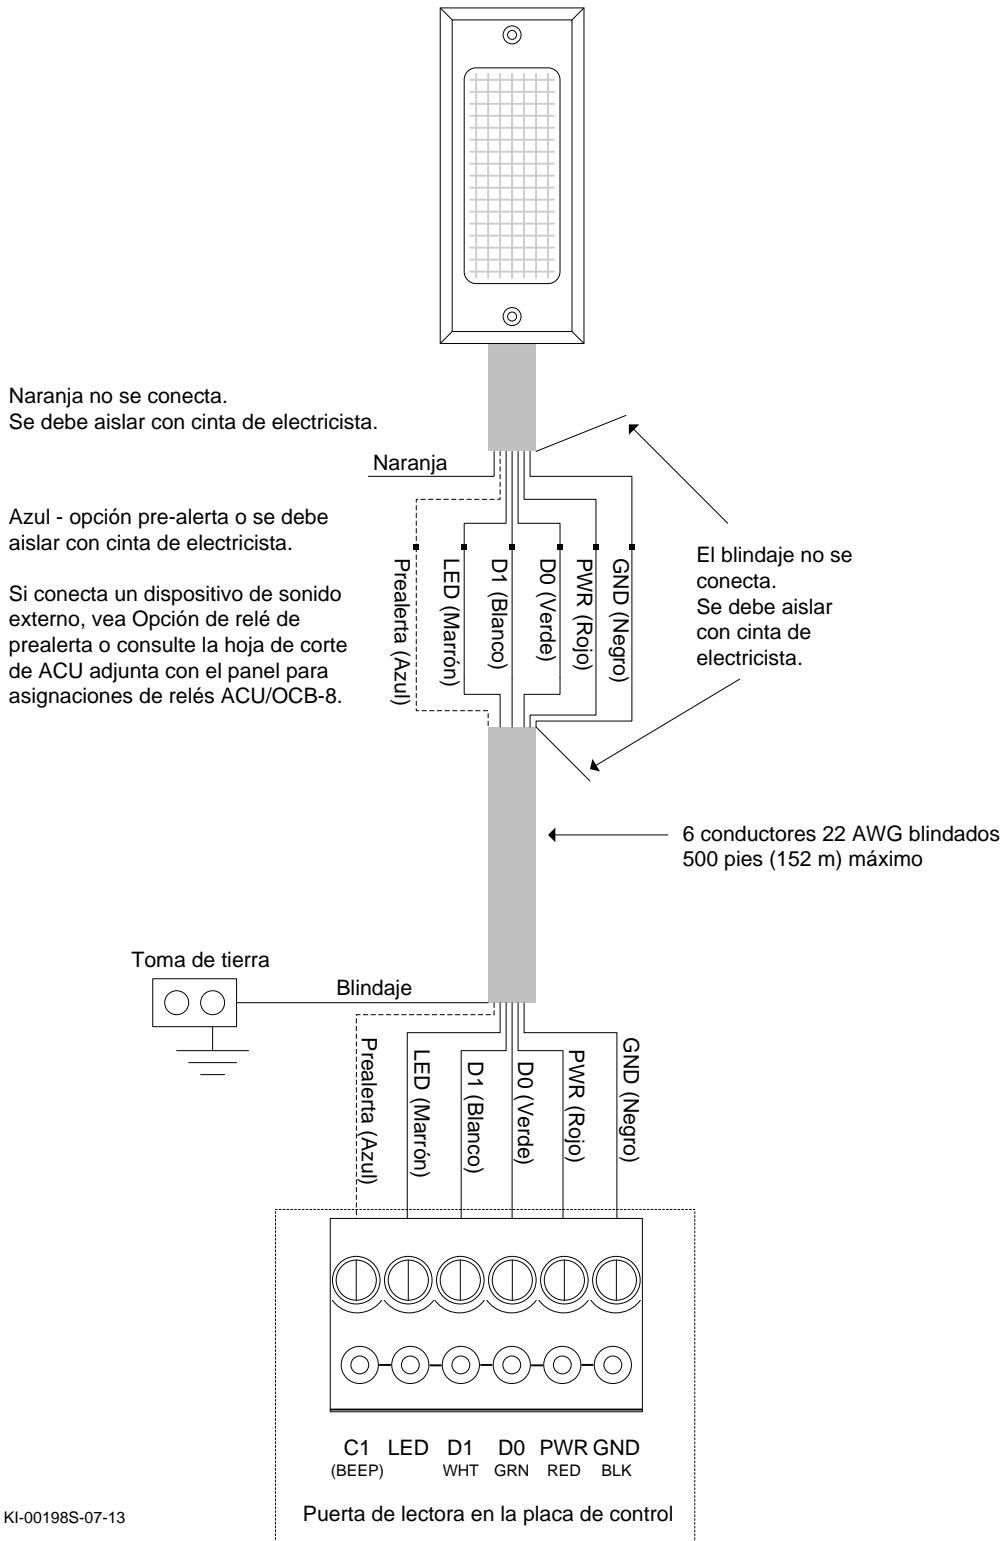 Naranja no se conecta.
Se debe aislar con cinta de electricista.
Naranja
Azul - opción pre-alerta o se debe
aislar con cinta de electricista.
Si conecta un dispositivo de sonido
externo, vea Opción de relé de
prealerta o consulte la hoja de corte
de ACU adjunta con el panel para
asignaciones de relés ACU/OCB-8.
Prealerta (Azul)
LED (Marrón)
D1 (Blanco)
D0 (Verde)
PWR (Rojo)
GND (Negro)
El blindaje no se
conecta.
Se debe aislar
con cinta de
electricista.
6 conductores 22 AWG blindados
500 pies (152 m) máximo
Toma de tierra
Blindaje
Prealerta (Azul)
LED (Marrón)
D1 (Blanco)
D0 (Verde)
PWR (Rojo)
GND (Negro)
C1 LED D1 D0 PWR GND
(BEEP) WHT GRN RED BLK
Puerta de lectora en la placa de control
KI-00198S-07-13